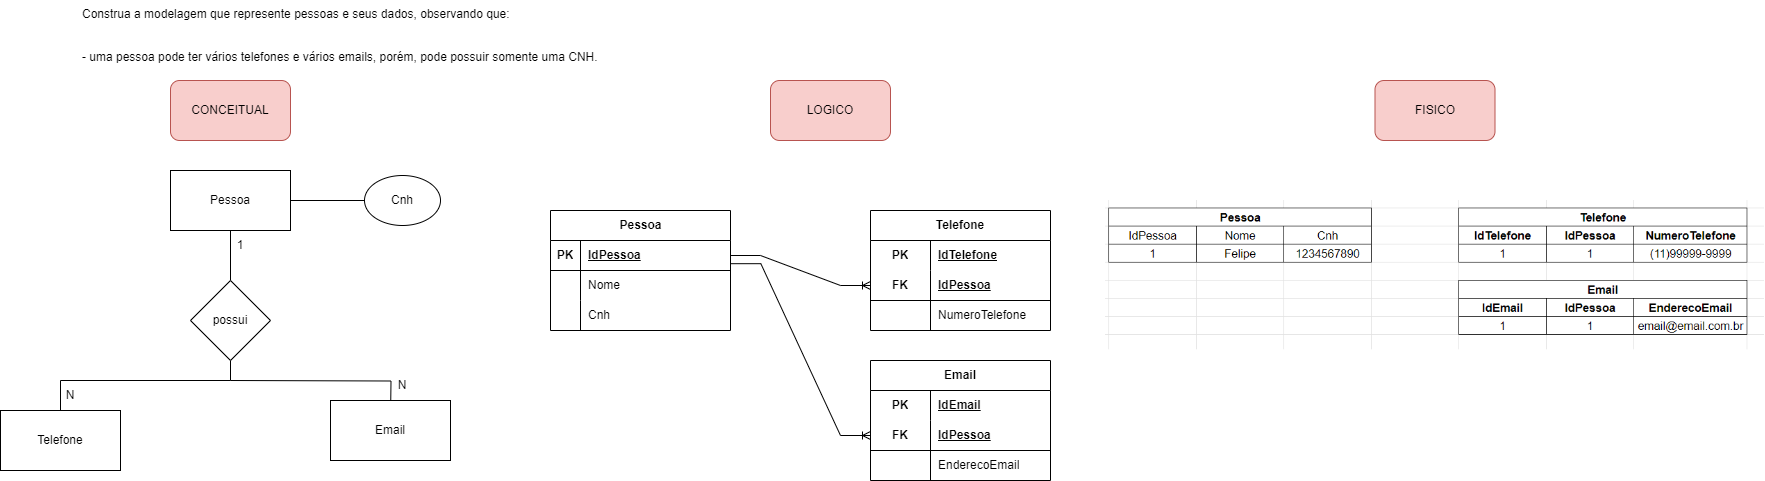 Construa a modelagem que represente pessoas e seus dados, observando que:
- uma pessoa pode ter vários telefones e vários emails, porém, pode possuir somente uma CNH.
CONCEITUAL
Pessoa
Cnh
1
possui
N
N
Telefone
Email
LOGICO
Pessoa
PK IdPessoa
Nome
Cnh
Telefone
PK IdTelefone
FK IdPessoa
NumeroTelefone
Email
PK IdEmail
FK IdPessoa
EnderecoEmail
FISICO
Pessoa
IdPessoa Nome Cnh
1 Felipe 1234567890
Telefone
IdTelefone IdPessoa NumeroTelefone
1 1 (11)99999-9999
Email
IdEmail IdPessoa EnderecoEmail
1 1 email@email.com.br